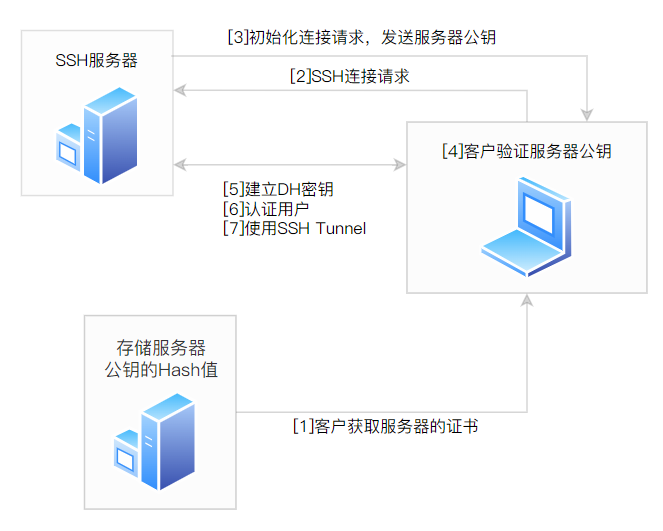 [3]初始化连接请求，发送服务器公钥
SSH服务器
[2]SSH连接请求
[4]客户验证服务器公钥
[5]建立DH密钥
[6]认证用户
[7]使用SSH Tunnel
存储服务器
公钥的Hash值
[1]客户获取服务器的证书